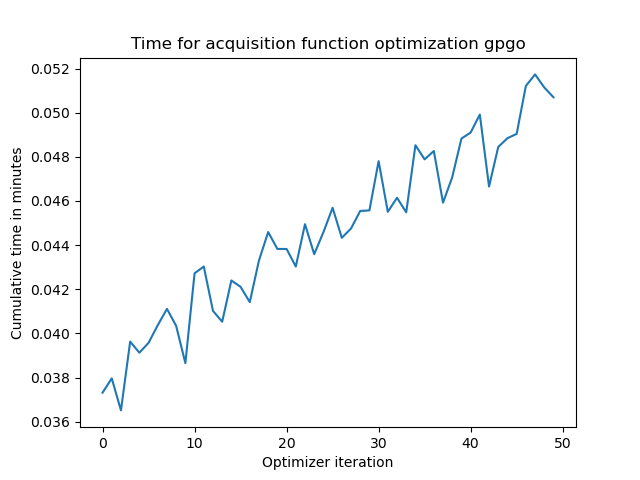 Time for acquisition function optimization gpgo
0.052
0.050
0.048
0.046
0.044
0.042
0.040
0.038
0.036
Cumulative time in minutes
0 10 20 30 40 50
Optimizer iteration